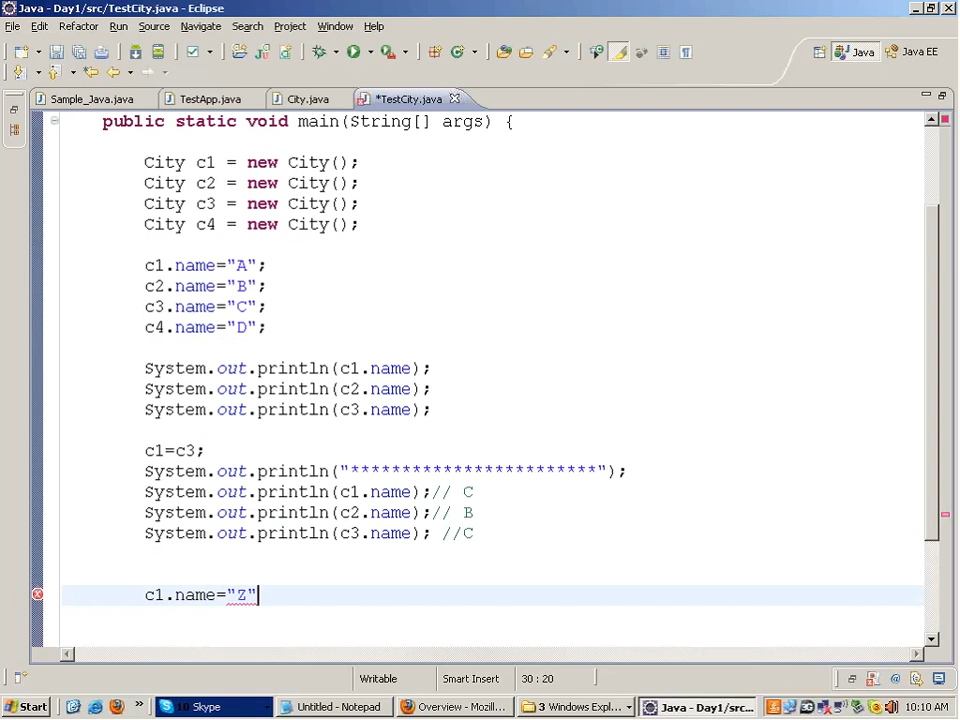 Java - Day1/src/TestCity.java - Eclipse
File Edit Refactor Source Navigate Search Project Run Window Help
Java Java EE
Sample_Java.java TestApp.java City.java *TestCity.java
public static void main(String[] args) {
City c1 = new City();
City c2 = new City();
City c3 = new City();
City c4 = new City();
c1.name="A";
c2.name="B";
c3.name="C";
c4.name="D";
System.out.println(c1.name);
System.out.println(c2.name);
System.out.println(c3.name);
c1=c3;
System.out.println("************************");
System.out.println(c1.name);// C
System.out.println(c2.name);// B
System.out.println(c3.name); //C
c1.name="Z"
Writable Smart Insert 30 : 20
Start 10 Skype Untitled - Notepad Overview - Mozill... 3 Windows Expl... Java - Day1/src... 10:10 AM